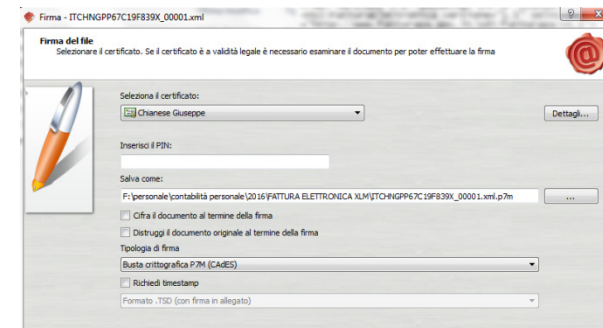 Firma - ITCHNGPP67C19F839X_00001.xml
Firma del file
Selezionare il certificato. Se il certificato è a validità legale è necessario esaminare il documento per poter effettuare la firma
Seleziona il certificato:
Chianese Giuseppe
Dettagli...
Inserisci il PIN:
Salva come:
F:\personale\contabilità personale\2016\FATTURA ELETTRONICA XLM\ITCHNGPP67C19F839X_00001.xml.p7m
...
Cifra il documento al termine della firma
Distruggi il documento originale al termine della firma
Tipologia di firma
Busta crittografica P7M (CAdES)
Richiedi timestamp
Formato .TSD (con firma in allegato)